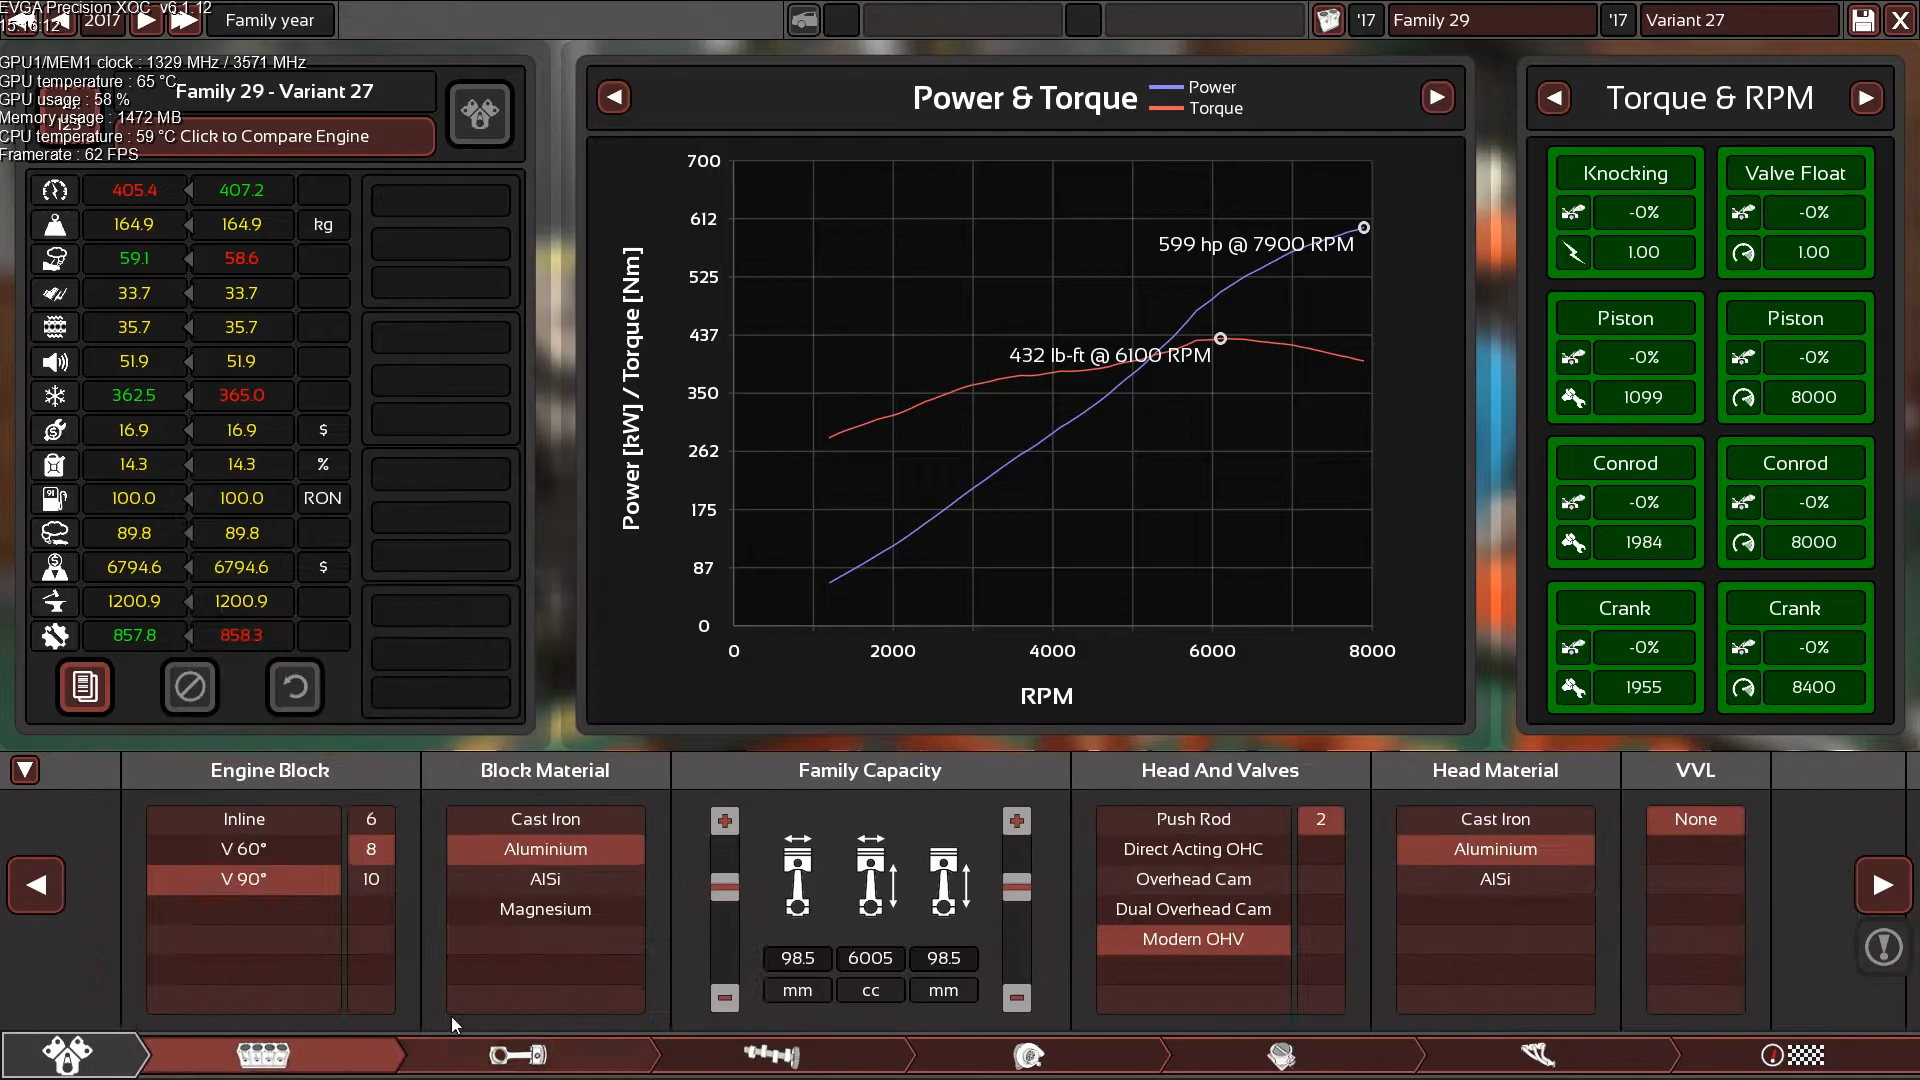 EVGA Precision XOC v6.1.12
15:16:12
2017
Family year
'17
Family 29
'17
Variant 27
GPU1/MEM1 clock : 1329 MHz / 3571 MHz
GPU temperature : 65 °C
GPU usage : 58 %
Memory usage : 1472 MB
CPU temperature : 59 °C
Framerate : 62 FPS
Family 29 - Variant 27
Click to Compare Engine
405.4 407.2
164.9 164.9 kg
59.1 58.6
33.7 33.7
35.7 35.7
51.9 51.9
362.5 365.0
16.9 16.9 $
14.3 14.3 %
100.0 100.0 RON
89.8 89.8
6794.6 6794.6 $
1200.9 1200.9
857.8 858.3
Power & Torque
Power
Torque
Power [kW] / Torque [Nm]
700
612
525
437
350
262
175
87
0
599 hp @ 7900 RPM
432 lb-ft @ 6100 RPM
0 2000 4000 6000 8000
RPM
Torque & RPM
Knocking Valve Float
-0% -0%
1.00 1.00
Piston Piston
-0% -0%
1099 8000
Conrod Conrod
-0% -0%
1984 8000
Crank Crank
-0% -0%
1955 8400
Engine Block
Inline 6
V 60° 8
V 90° 10
Block Material
Cast Iron
Aluminium
AlSi
Magnesium
Family Capacity
98.5 6005 98.5
mm cc mm
Head And Valves
Push Rod 2
Direct Acting OHC
Overhead Cam
Dual Overhead Cam
Modern OHV
Head Material
Cast Iron
Aluminium
AlSi
VVL
None